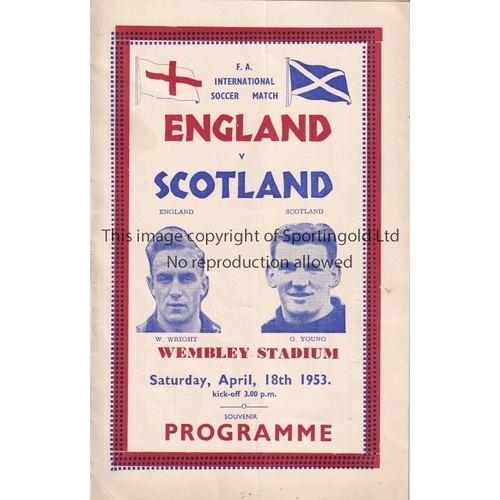 F. A.
INTERNATIONAL
SOCCER MATCH
ENGLAND
v
SCOTLAND
ENGLAND SCOTLAND
This image copyright of Sportingold Ltd
No reproduction allowed
W. WRIGHT G. YOUNG
WEMBLEY STADIUM
Saturday, April, 18th 1953.
kick-off 3.00 p.m.
SOUVENIR
PROGRAMME